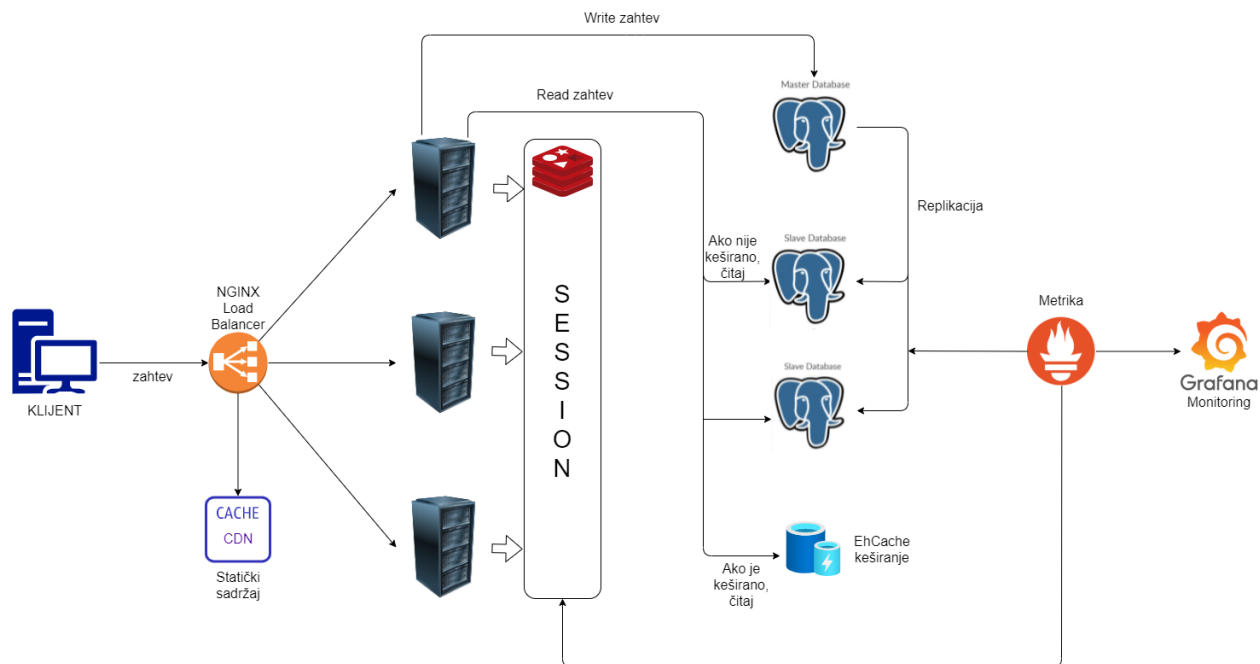 Write zahtev
Master Database
Read zahtev
Replikacija
Ako nije
keširano,
čitaj
Slave Database
NGINX
Load
Balancer
S
E
S
S
I
O
N
Metrika
zahtev
KLIJENT
Slave Database
Grafana
Monitoring
CACHE
CDN
Statički
sadržaj
EhCache
keširanje
Ako je
keširano,
čitaj